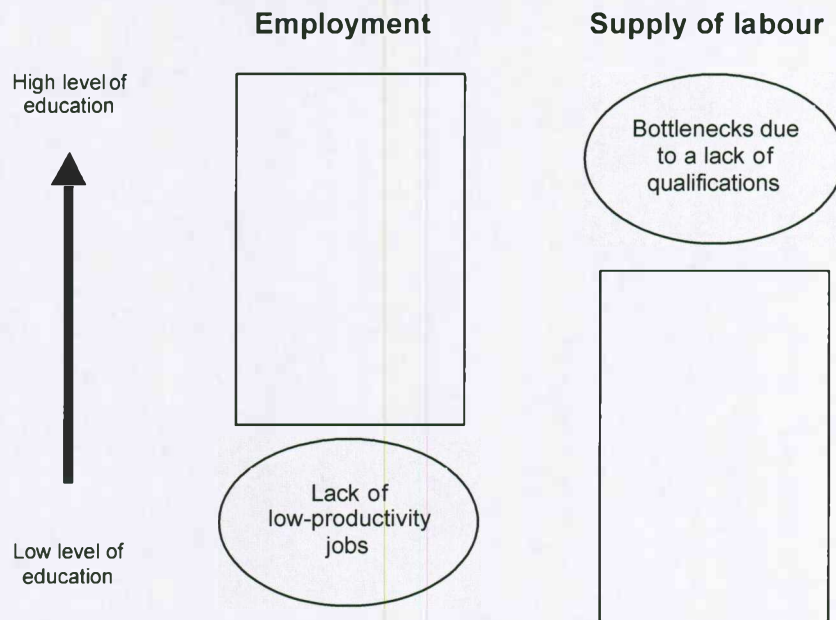 Employment
Supply of labour
High level of
education
Bottlenecks due
to a lack of
qualifications
Lack of
low-productivity
jobs
Low level of
education